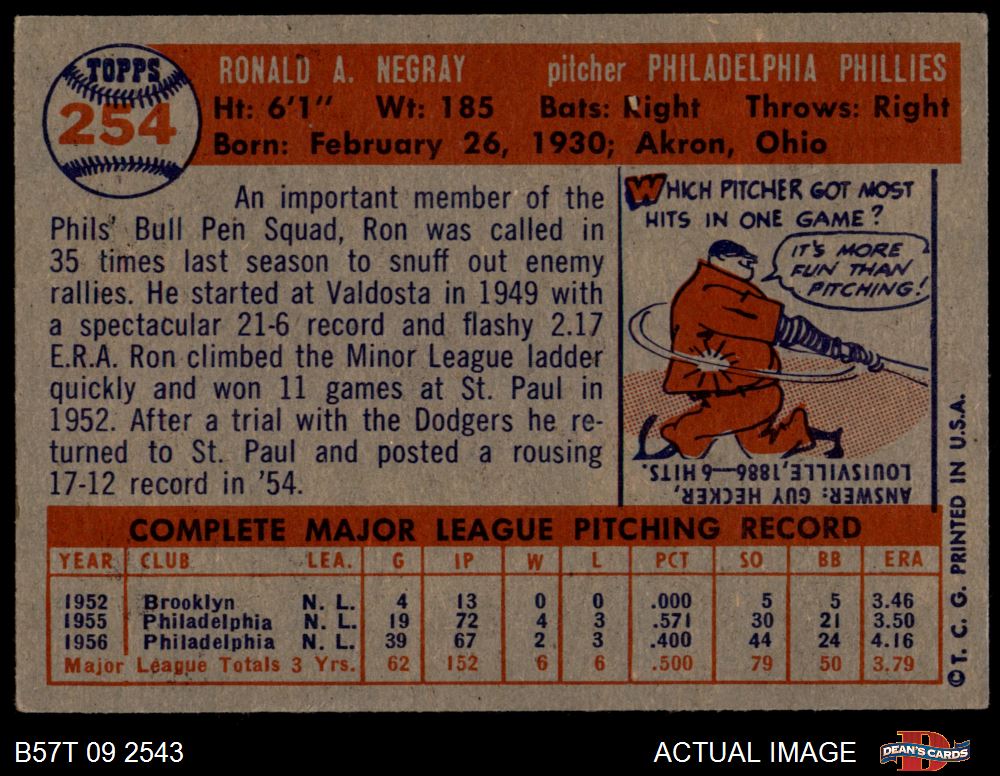 TOPPS
254
RONALD A. NEGRAY pitcher PHILADELPHIA PHILLIES
Ht: 6'1" Wt: 185 Bats: Right Throws: Right
Born: February 26, 1930; Akron, Ohio
An important member of the
Phils' Bull Pen Squad, Ron was called in
35 times last season to snuff out enemy
rallies. He started at Valdosta in 1949 with
a spectacular 21-6 record and flashy 2.17
E.R.A. Ron climbed the Minor League ladder
quickly and won 11 games at St. Paul in
1952. After a trial with the Dodgers he re-
turned to St. Paul and posted a rousing
17-12 record in '54.
WHICH PITCHER GOT MOST
HITS IN ONE GAME?
IT'S MORE
FUN THAN
PITCHING!
ANSWER: GUY HECKER,
LOUISVILLE, 1886—6 HITS.
COMPLETE MAJOR LEAGUE PITCHING RECORD
YEAR CLUB LEA. G IP W L PCT SO BB ERA
1952 Brooklyn N. L. 4 13 0 0 .000 5 5 3.46
1955 Philadelphia N. L. 19 72 4 3 .571 30 21 3.50
1956 Philadelphia N. L. 39 67 2 3 .400 44 24 4.16
Major League Totals 3 Yrs. 62 152 6 6 .500 79 50 3.79
© T. C. G. PRINTED IN U.S.A.
B57T 09 2543 ACTUAL IMAGE
D
DEAN'S CARDS